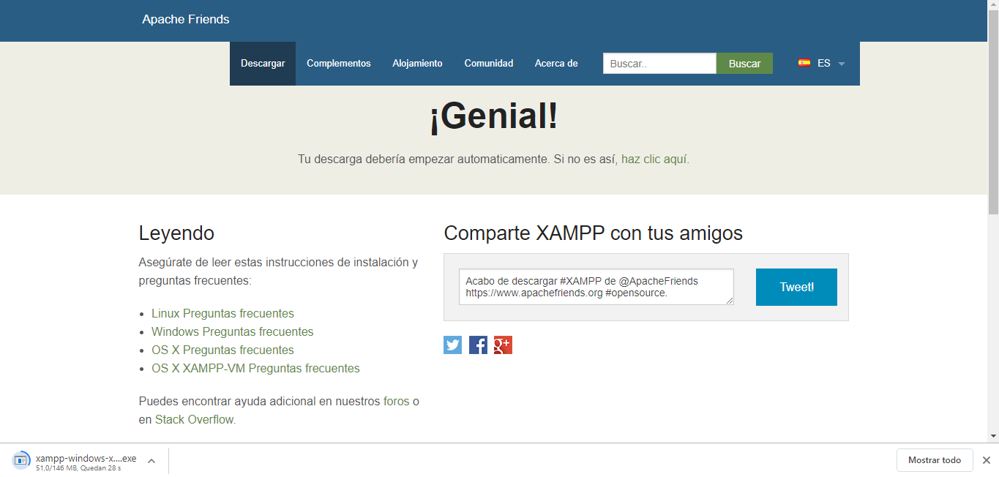 Apache Friends
Descargar
Complementos
Alojamiento
Comunidad
Acerca de
Buscar..
Buscar
ES
¡Genial!
Tu descarga debería empezar automaticamente. Si no es así, haz clic aquí.
Leyendo
Asegúrate de leer estas instrucciones de instalación y
preguntas frecuentes:
Linux Preguntas frecuentes
Windows Preguntas frecuentes
OS X Preguntas frecuentes
OS X XAMPP-VM Preguntas frecuentes
Puedes encontrar ayuda adicional en nuestros foros o
en Stack Overflow.
Comparte XAMPP con tus amigos
Acabo de descargar #XAMPP de @ApacheFriends
https://www.apachefriends.org #opensource.
Tweet!
xampp-windows-x....exe
51,0/146 MB, Quedan 28 s
Mostrar todo